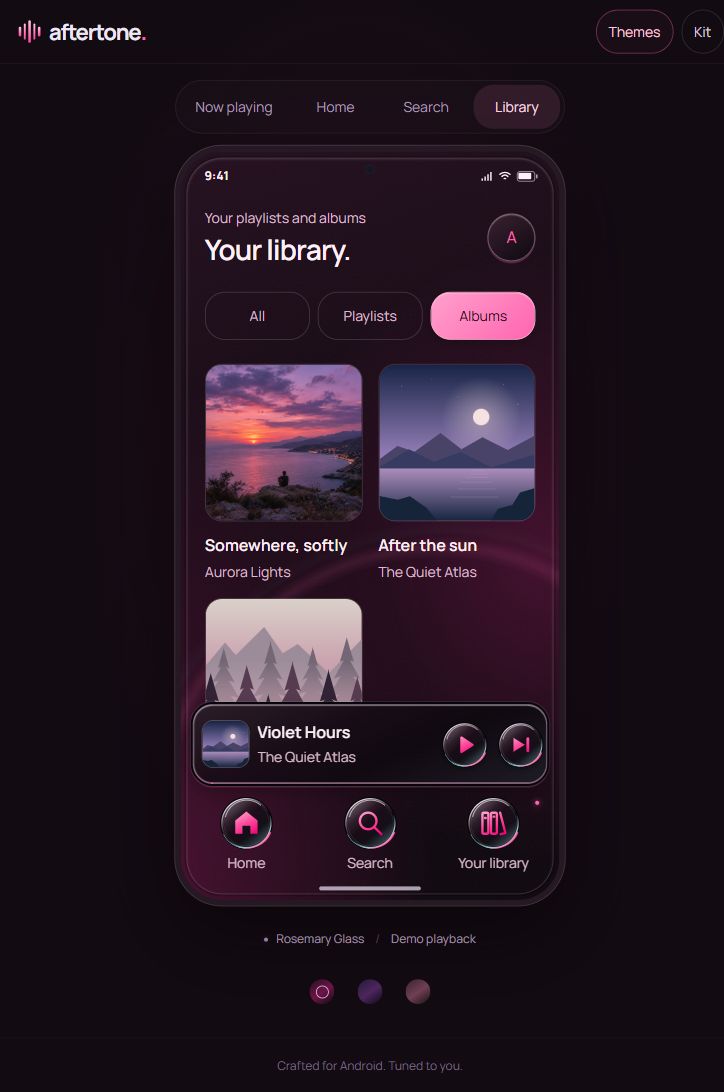 aftertone.
Themes
Kit
Now playing
Home
Search
Library
9:41
Your playlists and albums
Your library.
A
All
Playlists
Albums
Somewhere, softly
After the sun
Aurora Lights
The Quiet Atlas
Violet Hours
The Quiet Atlas
Home
Search
Your library
Rosemary Glass / Demo playback
Crafted for Android. Tuned to you.